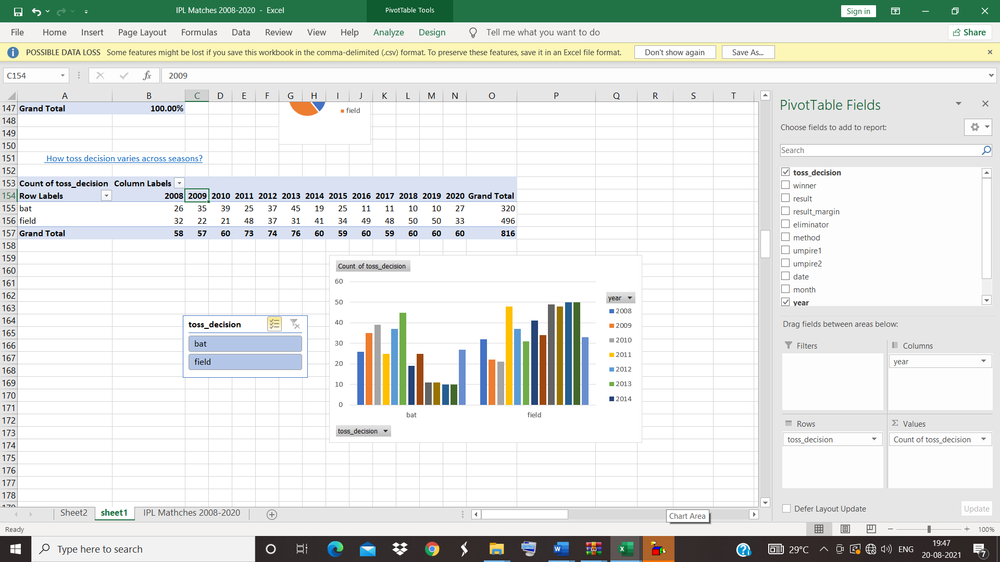 IPL Matches 2008-2020 - Excel
PivotTable Tools
Sign in
File Home Insert Page Layout Formulas Data Review View Help Analyze Design Tell me what you want to do Share
POSSIBLE DATA LOSS Some features might be lost if you save this workbook in the comma-delimited (.csv) format. To preserve these features, save it in an Excel file format. Don't show again Save As...
C154 fx 2009
A B C D E F G H I J K L M N O P Q R S T
147 Grand Total 100.00%
field
148
149
150
151 How toss decision varies across seasons?
152
153 Count of toss_decision Column Labels
154 Row Labels 2008 2009 2010 2011 2012 2013 2014 2015 2016 2017 2018 2019 2020 Grand Total
155 bat 26 35 39 25 37 45 19 25 11 11 10 10 27 320
156 field 32 22 21 48 37 31 41 34 49 48 50 50 33 496
157 Grand Total 58 57 60 73 74 76 60 59 60 59 60 60 60 816
158
159
160
161
162
163
164
165
166
167
168
169
170
171
172
173
174
175
176
177
178
179
toss_decision
bat
field
Count of toss_decision
60
50
40
30
20
10
0
bat field
toss_decision
year
2008
2009
2010
2011
2012
2013
2014
PivotTable Fields
Choose fields to add to report:
Search
toss_decision
winner
result
result_margin
eliminator
method
umpire1
umpire2
date
month
year
Drag fields between areas below:
Filters
Columns
year
Rows
toss_decision
Σ Values
Count of toss_decision
Defer Layout Update Update
Sheet2 sheet1 IPL Mathches 2008-2020
Chart Area
Ready
100%
Type here to search
29°C ENG
19:47
20-08-2021
7